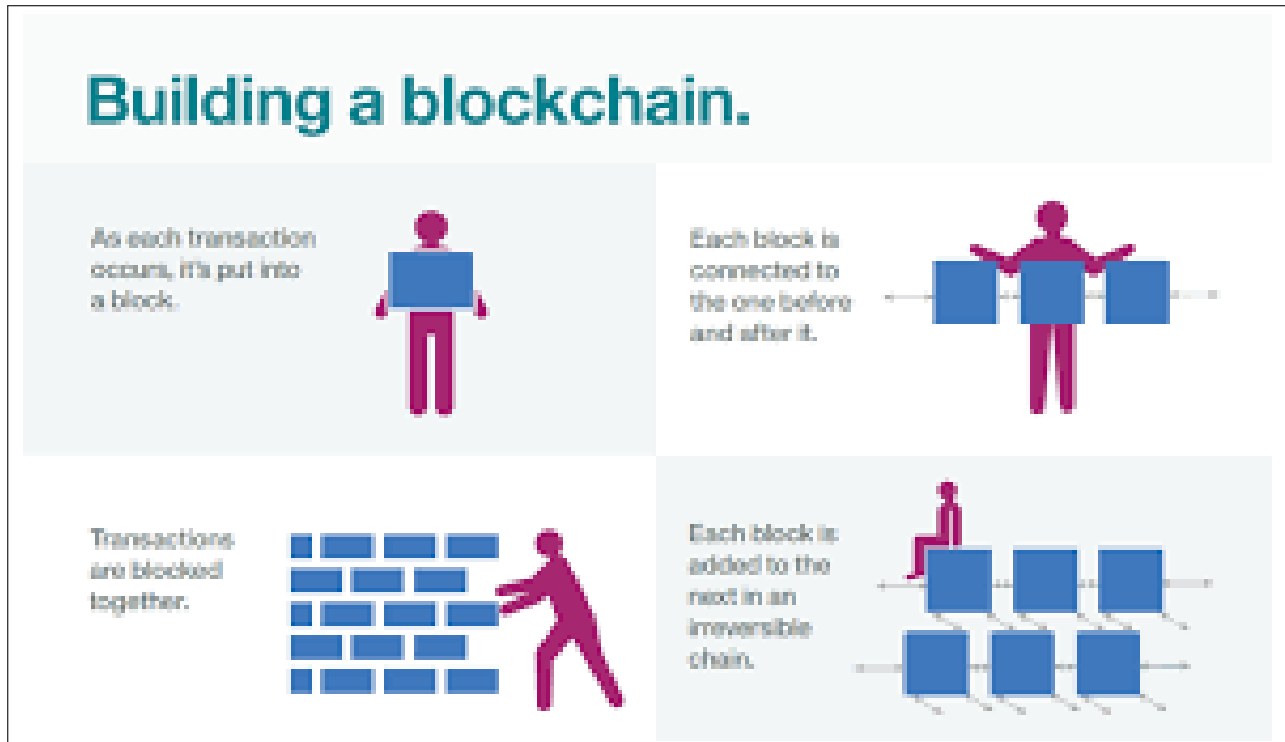 Building a blockchain.
As each transaction
occurs, it's put into
a block.
Each block is
connected to
the one before
and after it.
Transactions
are blocked
together.
Each block is
added to the
next in an
irreversible
chain.